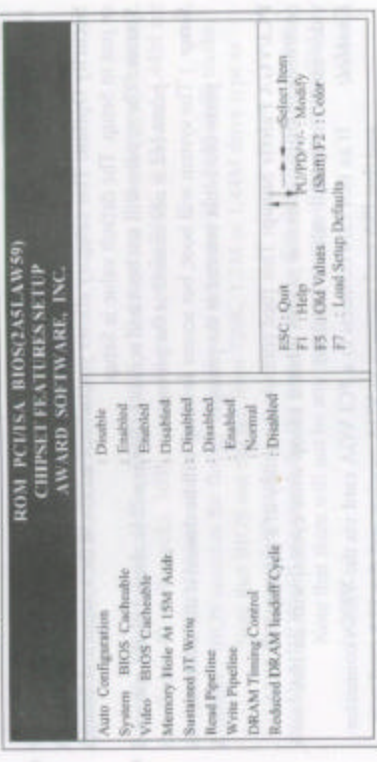 ROM PCI/ISA BIOS(2A5LAW59)
CHIPSET FEATURES SETUP
AWARD SOFTWARE, INC.
Auto Configuration : Disable
System BIOS Cacheable : Enabled
Video BIOS Cacheable : Enabled
Memory Hole At 15M Addr. : Disabled
Sustained 3T Write : Disabled
Read Pipeline : Disabled
Write Pipeline : Enabled
DRAM Timing Control : Normal
Reduced DRAM leadoff Cycle : Disabled
ESC : Quit Select Item
F1 : Help PU/PD/+/- : Modify
F5 : Old Values (Shift) F2 : Color
F7 : Load Setup Defaults